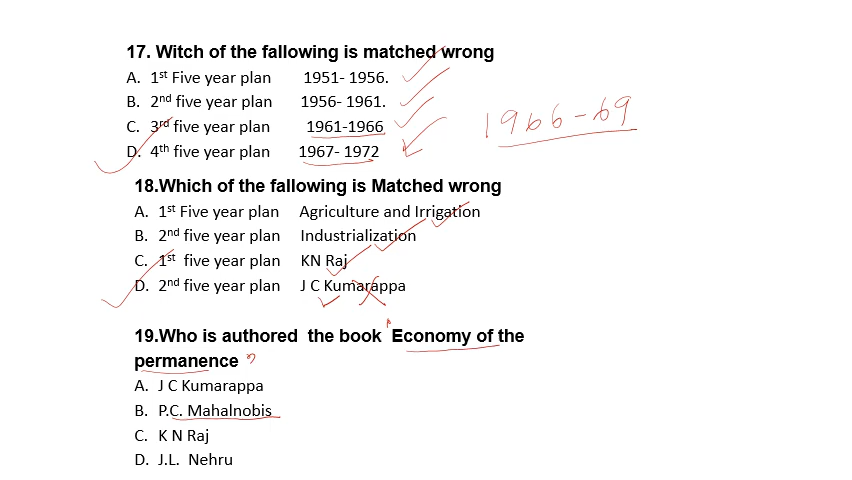 17. Witch of the fallowing is matched wrong
A. 1st Five year plan 1951- 1956.
B. 2nd five year plan 1956- 1961.
C. 3rd five year plan 1961-1966
D. 4th five year plan 1967- 1972
1966-69
18.Which of the fallowing is Matched wrong
A. 1st Five year plan Agriculture and Irrigation
B. 2nd five year plan Industrialization
C. 1st five year plan KN Raj
D. 2nd five year plan J C Kumarappa
19.Who is authored the book Economy of the
permanence ?
A. J C Kumarappa
B. P.C. Mahalnobis
C. K N Raj
D. J.L. Nehru